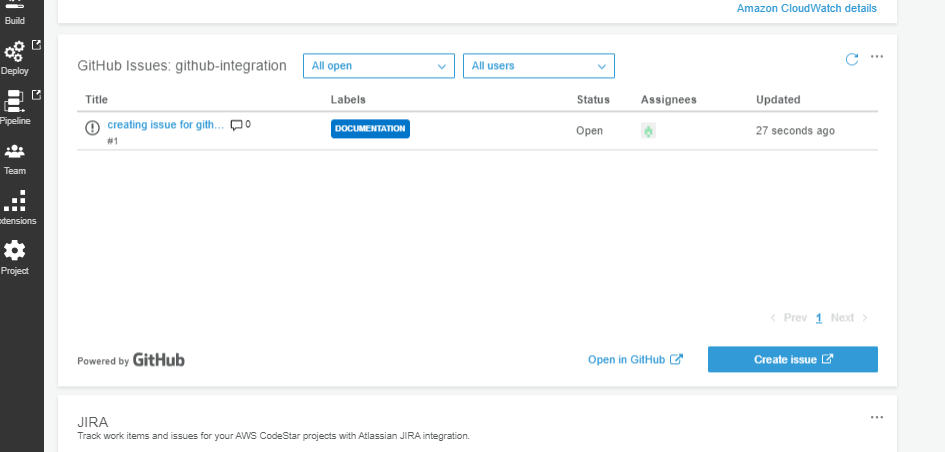 Amazon CloudWatch details
Build
Deploy
Pipeline
Team
xtensions
Project
GitHub Issues: github-integration
All open
All users
Title Labels Status Assignees Updated
creating issue for gith... 0 DOCUMENTATION Open 27 seconds ago
#1
Prev 1 Next
Powered by GitHub
Open in GitHub
Create issue
JIRA
Track work items and issues for your AWS CodeStar projects with Atlassian JIRA integration.